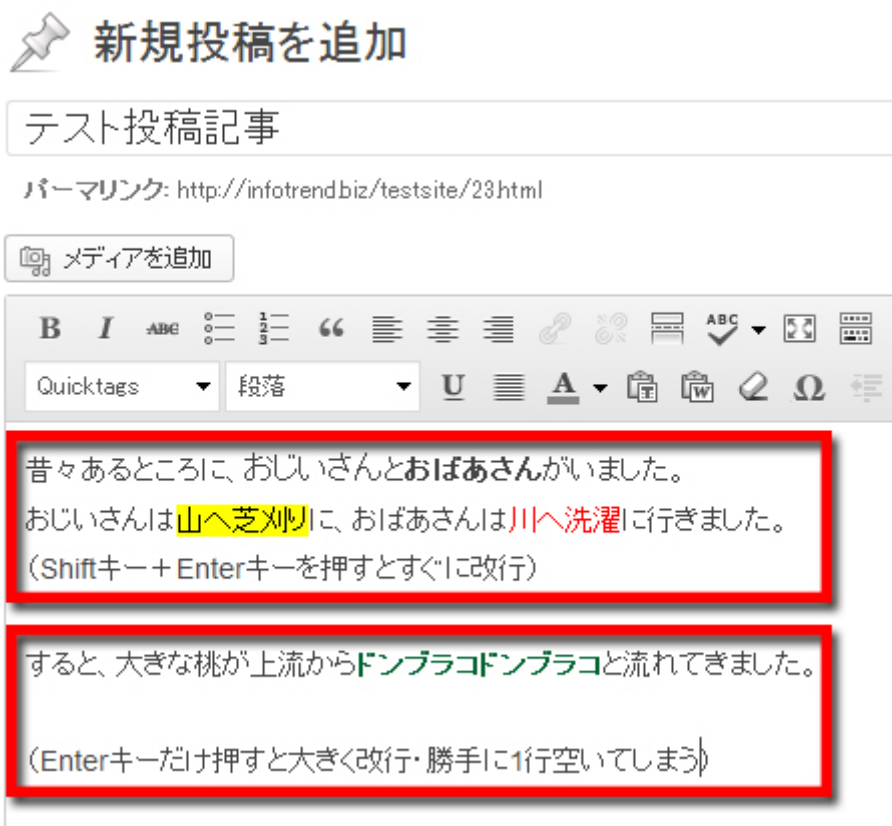 新規投稿を追加
テスト投稿記事
パーマリンク: http://infotrend.biz/testsite/23.html
メディアを追加
B I ABC ABC
Quicktags 段落 U A T W Ω
昔々あるところに、おじいさんとおばあさんがいました。
おじいさんは山へ芝刈りに、おばあさんは川へ洗濯に行きました。
（Shiftキー＋Enterキーを押すとすぐに改行）
すると、大きな桃が上流からドンブラコドンブラコと流れてきました。
（Enterキーだけ押すと大きく改行・勝手に1行空いてしまう）